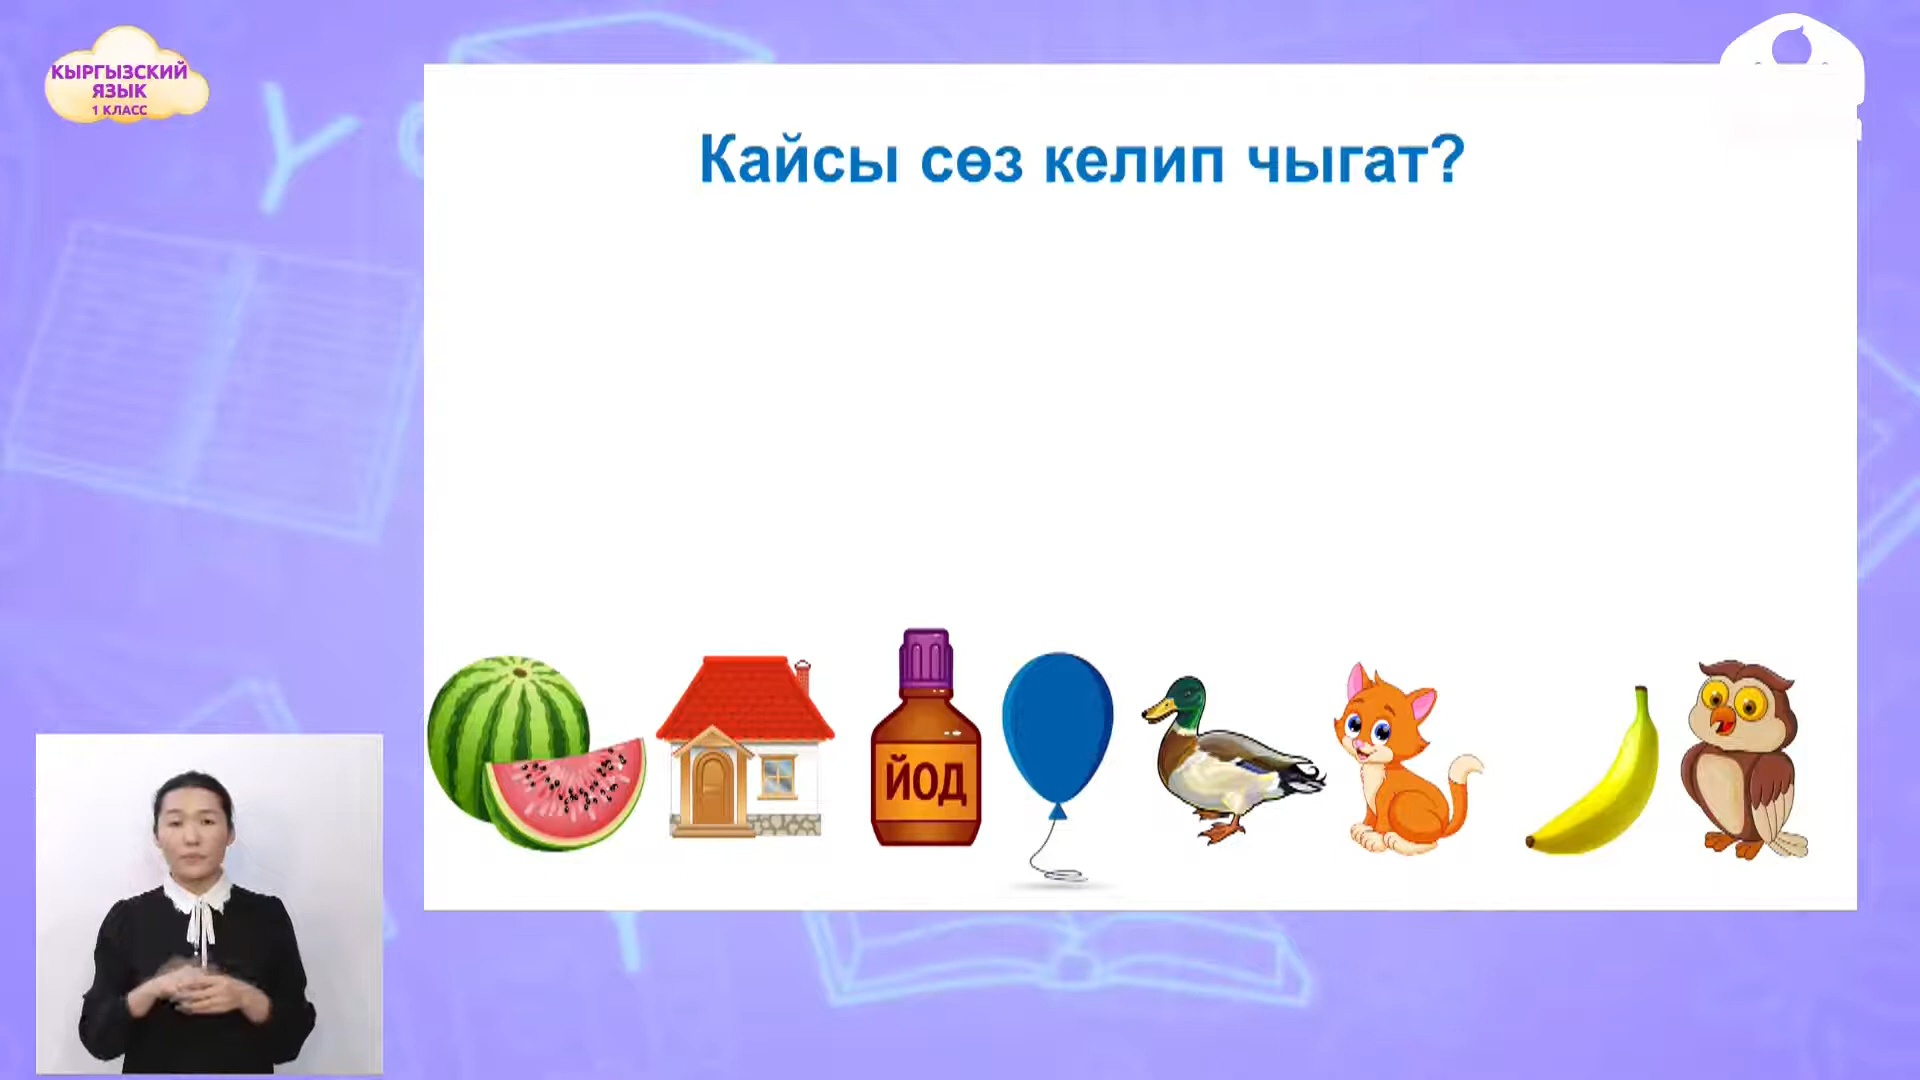 КЫРГЫЗСКИЙ
ЯЗЫК
1 КЛАСС
Кайсы сөз келип чыгат?
ЙОД